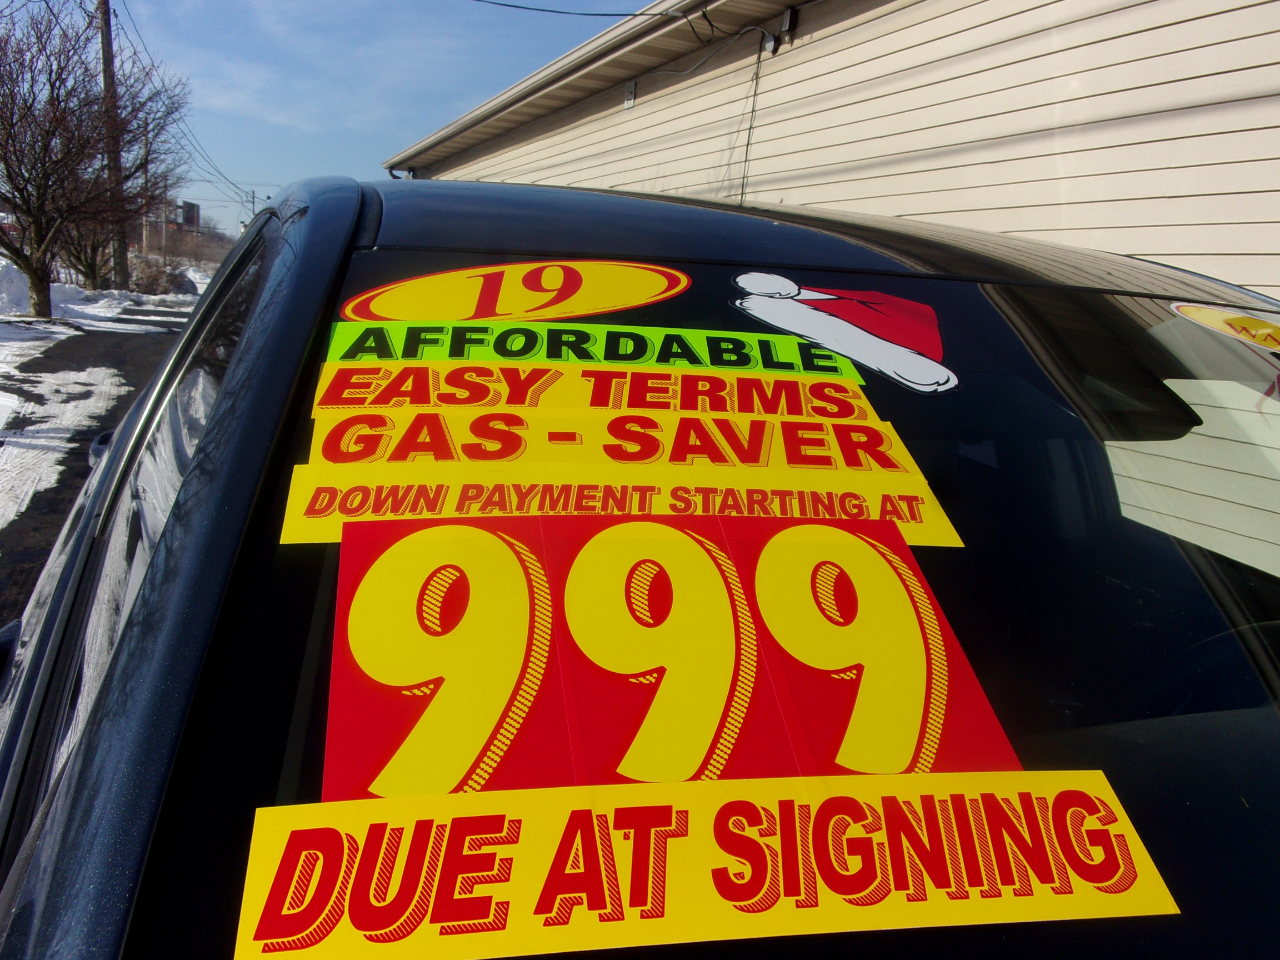 19
AFFORDABLE
EASY TERMS
GAS - SAVER
DOWN PAYMENT STARTING AT
999
DUE AT SIGNING